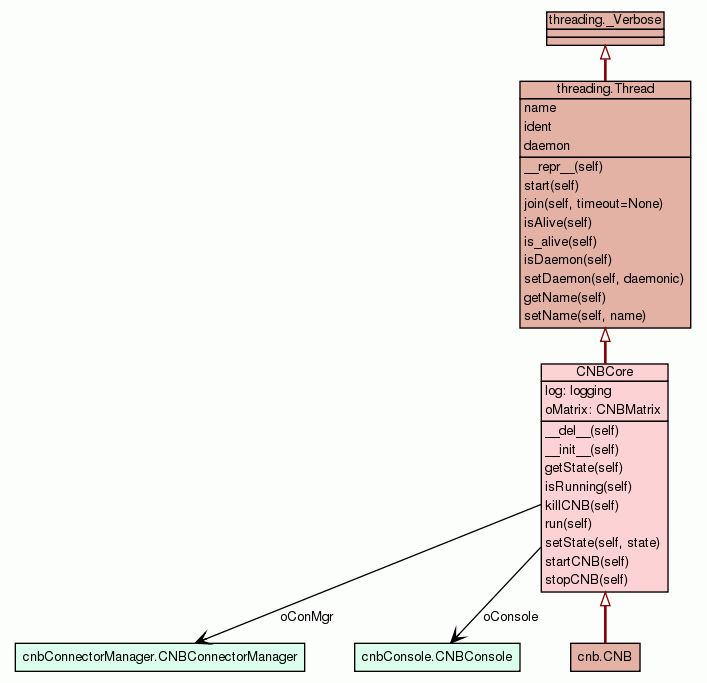 threading._Verbose
threading.Thread
name
ident
daemon
__repr__(self)
start(self)
join(self, timeout=None)
isAlive(self)
is_alive(self)
isDaemon(self)
setDaemon(self, daemonic)
getName(self)
setName(self, name)
CNBCore
log: logging
oMatrix: CNBMatrix
__del__(self)
__init__(self)
getState(self)
isRunning(self)
killCNB(self)
run(self)
setState(self, state)
startCNB(self)
stopCNB(self)
oConMgr
oConsole
cnbConnectorManager.CNBConnectorManager
cnbConsole.CNBConsole
cnb.CNB